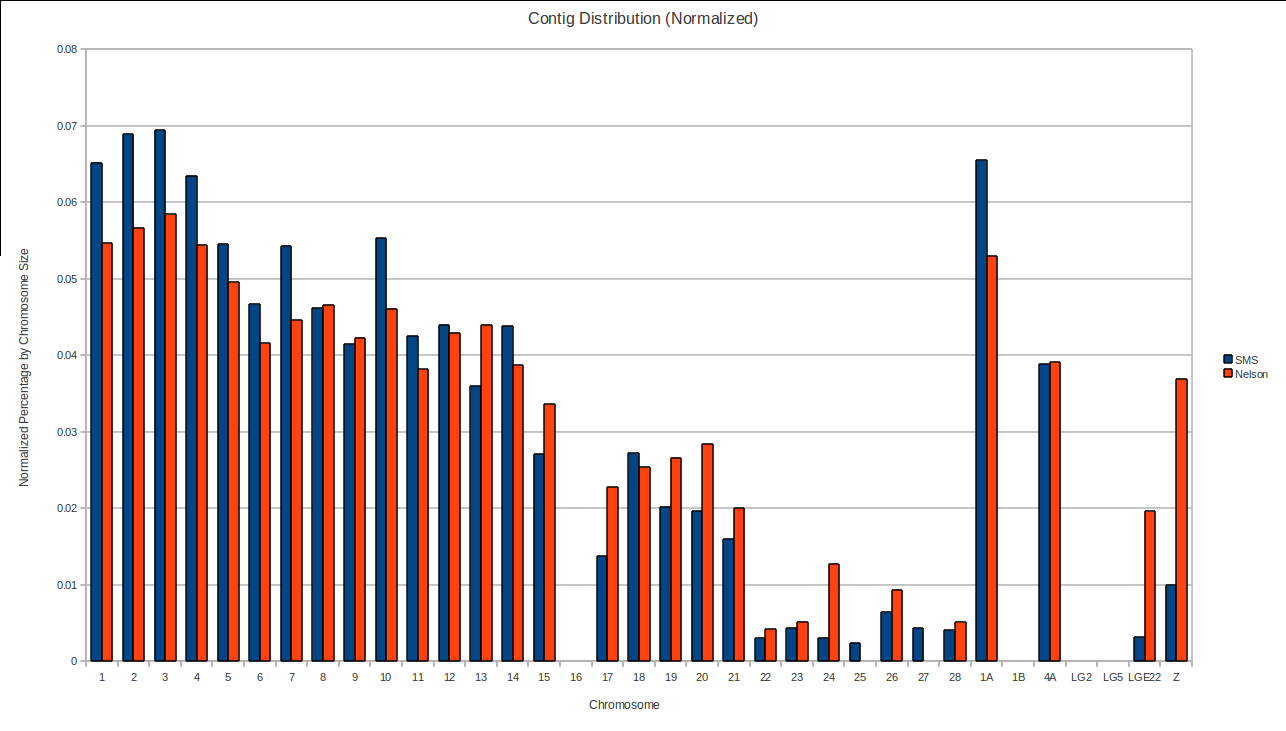 Contig Distribution (Normalized)
0.08
0.07
0.06
0.05
0.04
0.03
0.02
0.01
0
Normalized Percentage by Chromosome Size
1 2 3 4 5 6 7 8 9 10 11 12 13 14 15 16 17 18 19 20 21 22 23 24 25 26 27 28 1A 1B 4A LG2 LG5 LGE22 Z
Chromosome
SMS
Nelson